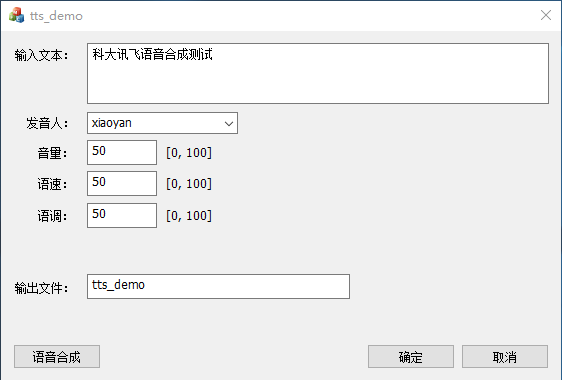 tts_demo
输入文本：
科大讯飞语音合成测试
发音人： xiaoyan
音量： 50 [0, 100]
语速： 50 [0, 100]
语调： 50 [0, 100]
输出文件： tts_demo
语音合成 确定 取消